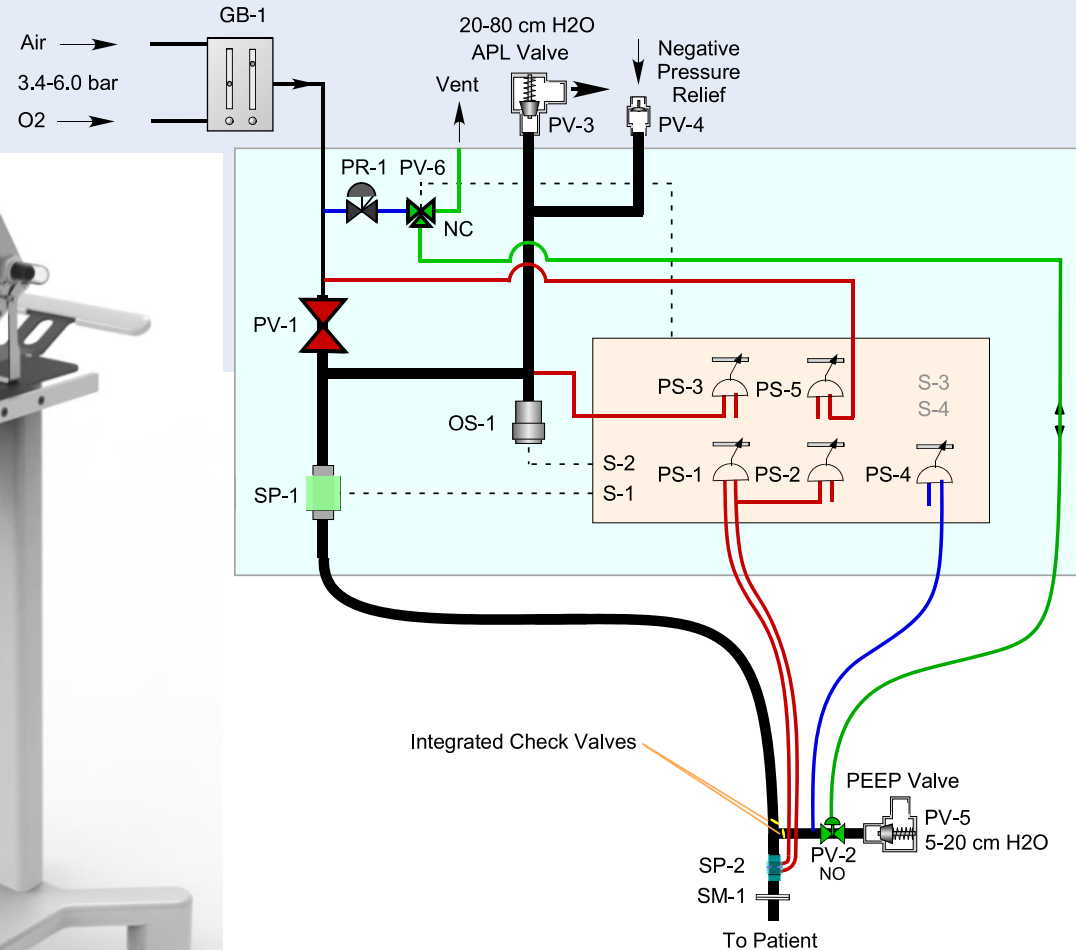 GB-1
Air
3.4-6.0 bar
O2
20-80 cm H2O
APL Valve
Vent
Negative
Pressure
Relief
PV-3
PV-4
PR-1
PV-6
NC
PV-1
PS-3
PS-5
S-3
S-4
OS-1
S-2
S-1
PS-1
PS-2
PS-4
SP-1
Integrated Check Valves
PEEP Valve
PV-5
5-20 cm H2O
PV-2
NO
SP-2
SM-1
To Patient